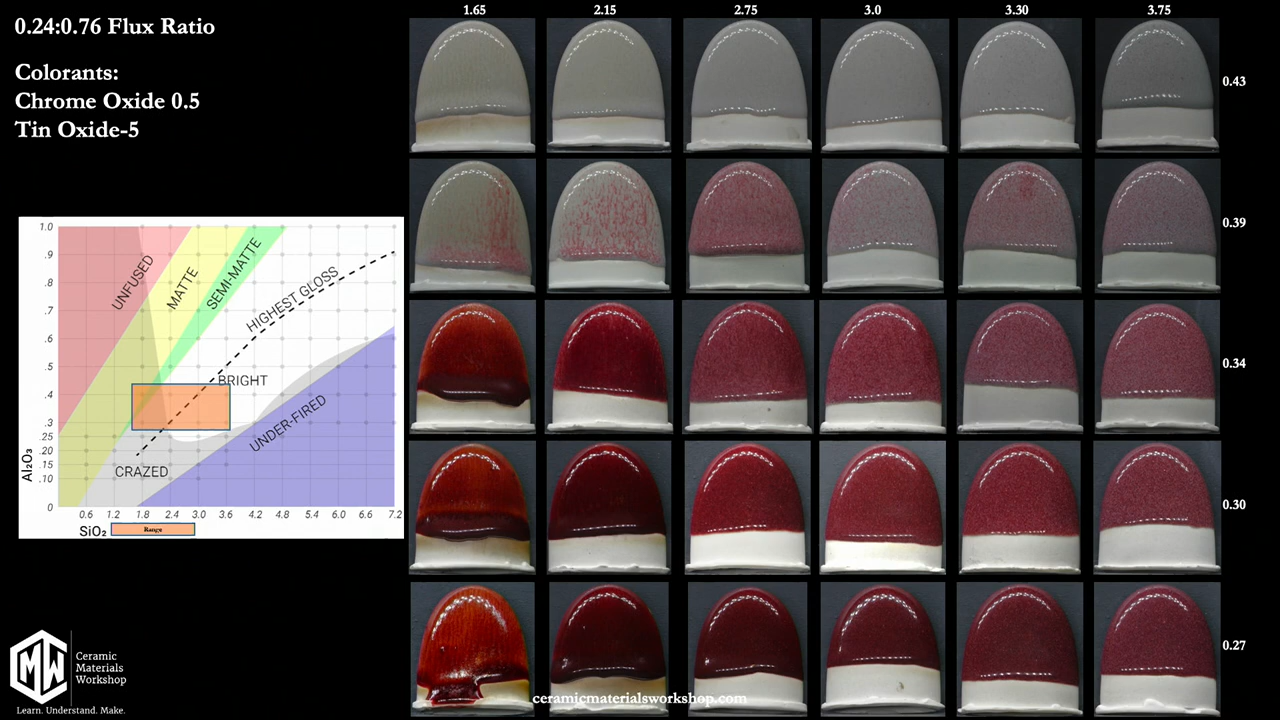 0.24:0.76 Flux Ratio
Colorants:
Chrome Oxide 0.5
Tin Oxide-5
1.65 2.15 2.75 3.0 3.30 3.75
0.43
0.39
0.34
0.30
0.27
1.0
.9
.8
.7
.6
.5
.4
.3
.25
.20
.15
.10
0
Al₂O₃
UNFUSED
MATTE
SEMI-MATTE
HIGHEST GLOSS
BRIGHT
UNDER-FIRED
CRAZED
0.6 1.2 1.8 2.4 3.0 3.6 4.2 4.8 5.4 6.0 6.6 7.2
SiO₂
Range
MW
Ceramic
Materials
Workshop
Learn. Understand. Make.
ceramicmaterialsworkshop.com